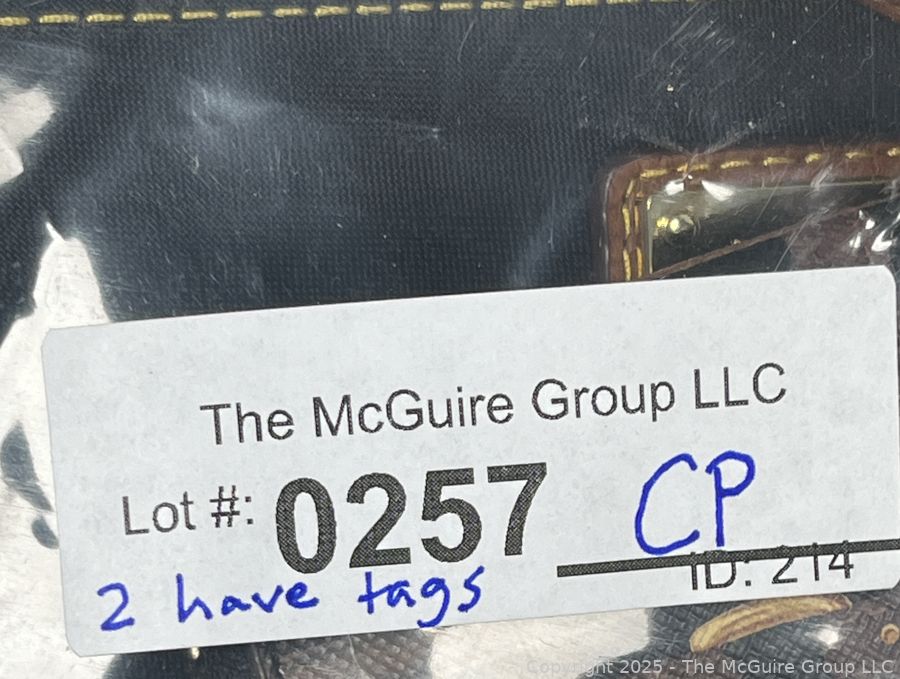 The McGuire Group LLC
Lot #: 0257 CP
ID: 214
2 have tags
Copyright 2025 - The McGuire Group LLC